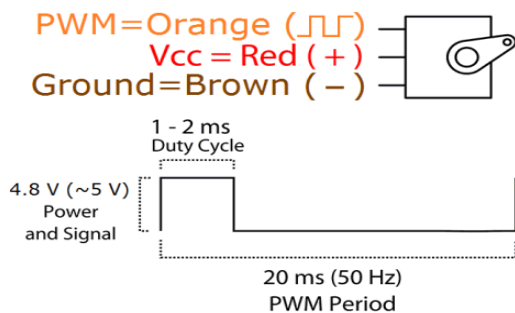 PWM=Orange (⎍⎍)
Vcc = Red ( + )
Ground=Brown ( − )
1 - 2 ms
Duty Cycle
4.8 V (~5 V)
Power
and Signal
20 ms (50 Hz)
PWM Period